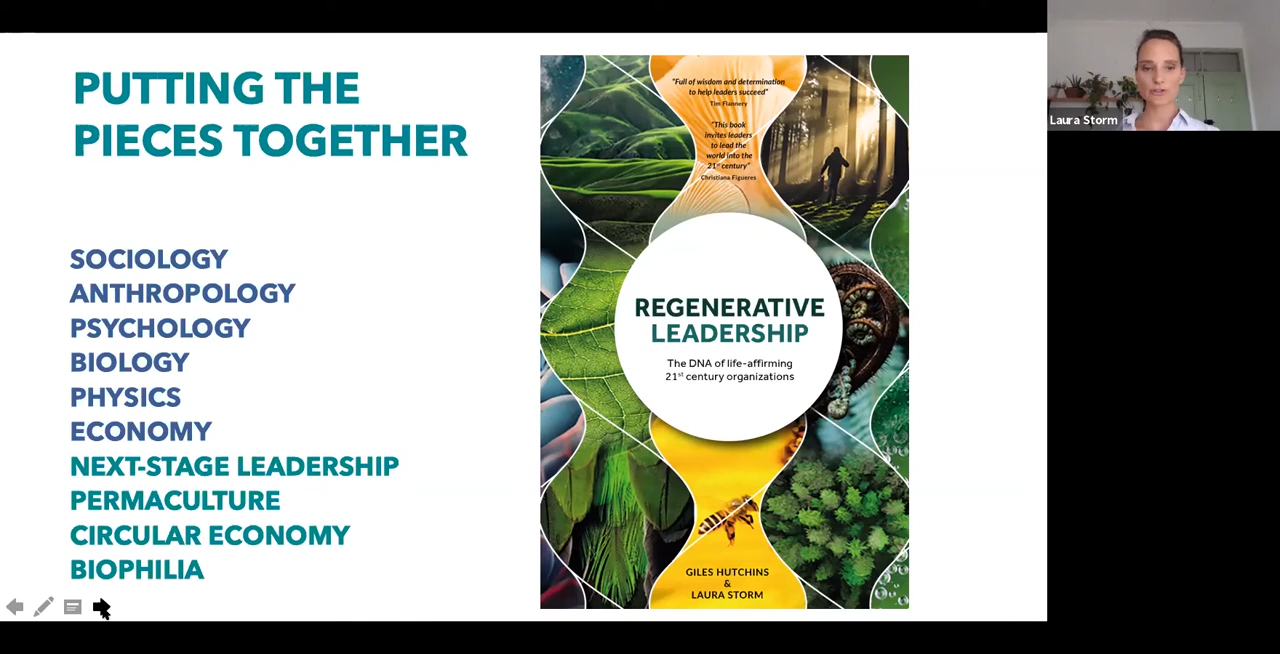 PUTTING THE
PIECES TOGETHER
SOCIOLOGY
ANTHROPOLOGY
PSYCHOLOGY
BIOLOGY
PHYSICS
ECONOMY
NEXT-STAGE LEADERSHIP
PERMACULTURE
CIRCULAR ECONOMY
BIOPHILIA
"Full of wisdom and determination
to help leaders succeed"
Tim Flannery
"This book
invites leaders
to lead the
world into the
21st century"
Christiana Figueres
REGENERATIVE
LEADERSHIP
The DNA of life-affirming
21st century organizations
GILES HUTCHINS
&
LAURA STORM
Laura Storm